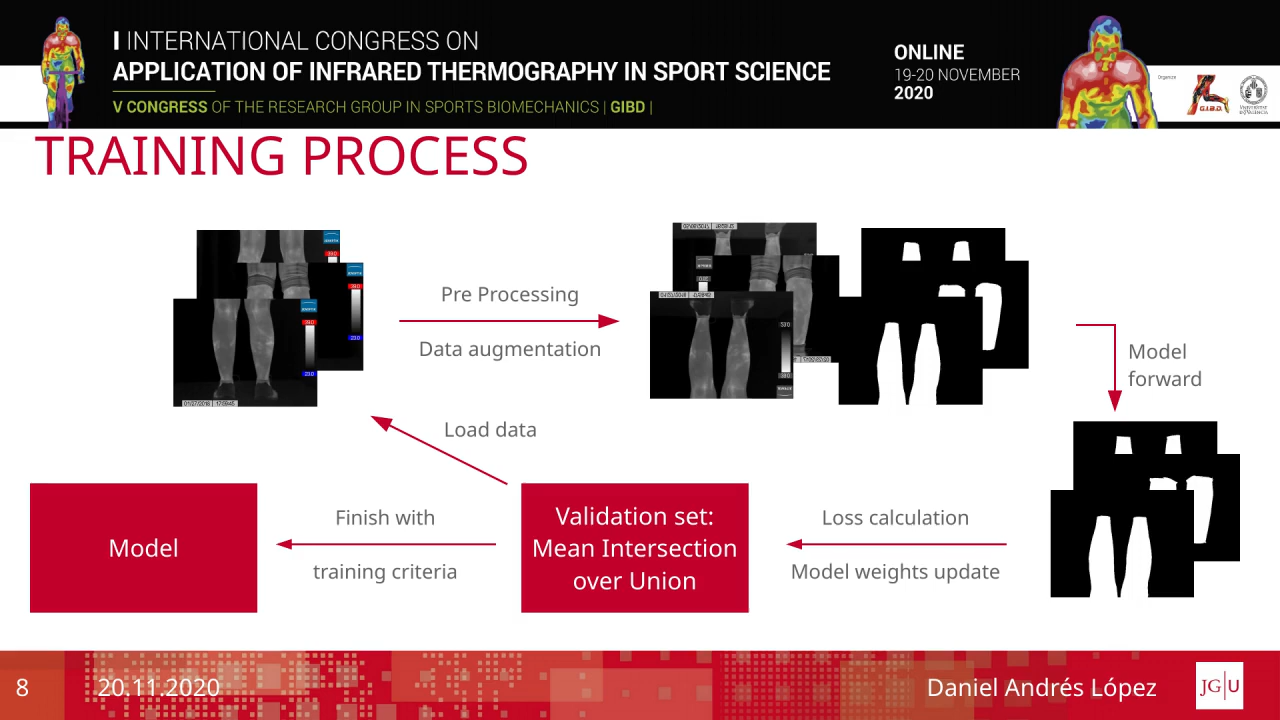 I INTERNATIONAL CONGRESS ON
APPLICATION OF INFRARED THERMOGRAPHY IN SPORT SCIENCE
V CONGRESS OF THE RESEARCH GROUP IN SPORTS BIOMECHANICS | GIBD |
ONLINE
19-20 NOVEMBER
2020
G.I.B.D.
TRAINING PROCESS
Pre Processing
Data augmentation
Model
forward
Load data
Model
Finish with
training criteria
Validation set:
Mean Intersection
over Union
Loss calculation
Model weights update
8
20.11.2020
Daniel Andrés López
JG|U